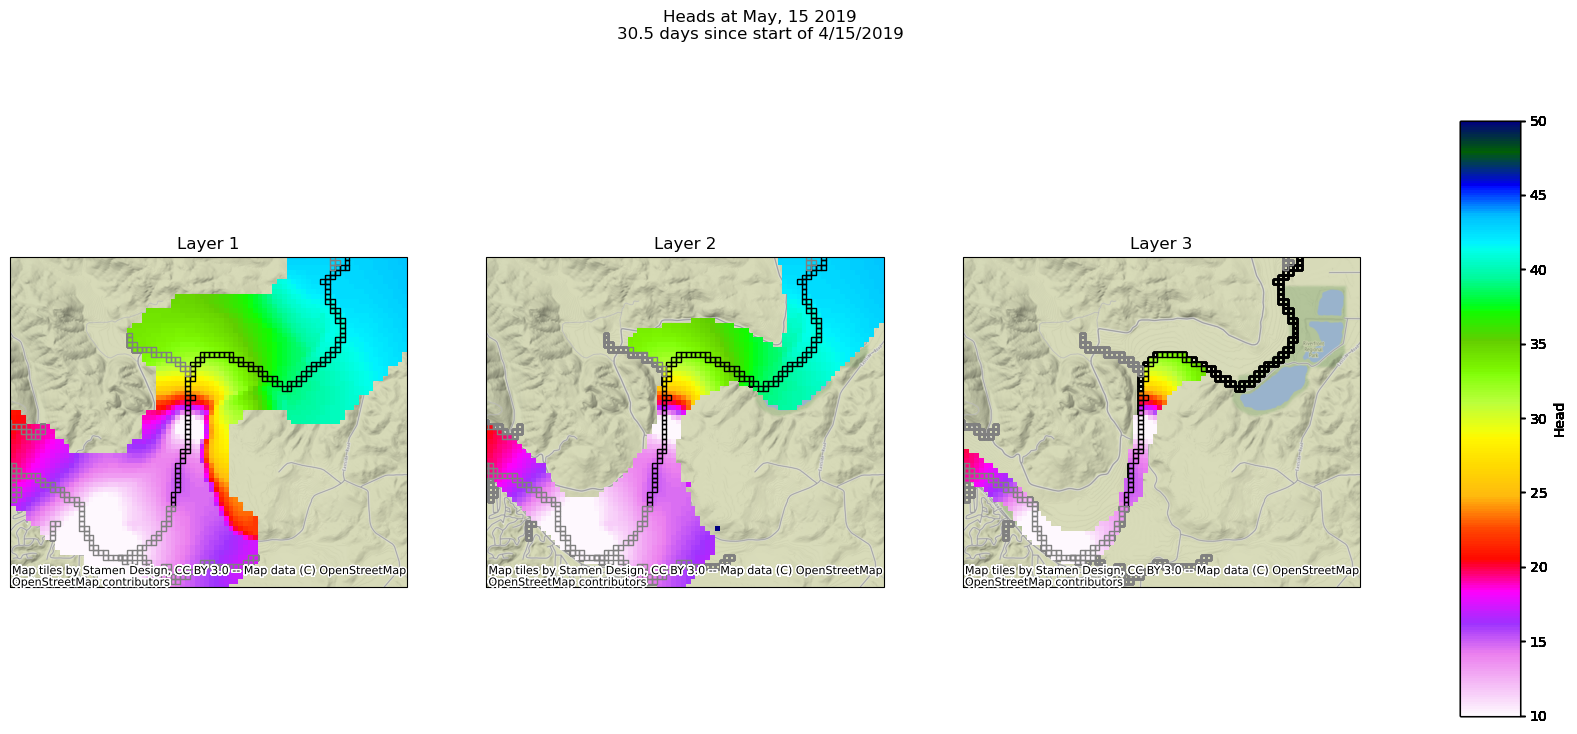 Heads at May, 15 2019
30.5 days since start of 4/15/2019
Layer 1
Layer 2
Layer 3
Map tiles by Stamen Design, CC BY 3.0 -- Map data (C) OpenStreetMap
OpenStreetMap contributors
Map tiles by Stamen Design, CC BY 3.0 -- Map data (C) OpenStreetMap
OpenStreetMap contributors
Map tiles by Stamen Design, CC BY 3.0 -- Map data (C) OpenStreetMap
OpenStreetMap contributors
50
45
40
35
30
25
20
15
10
Head